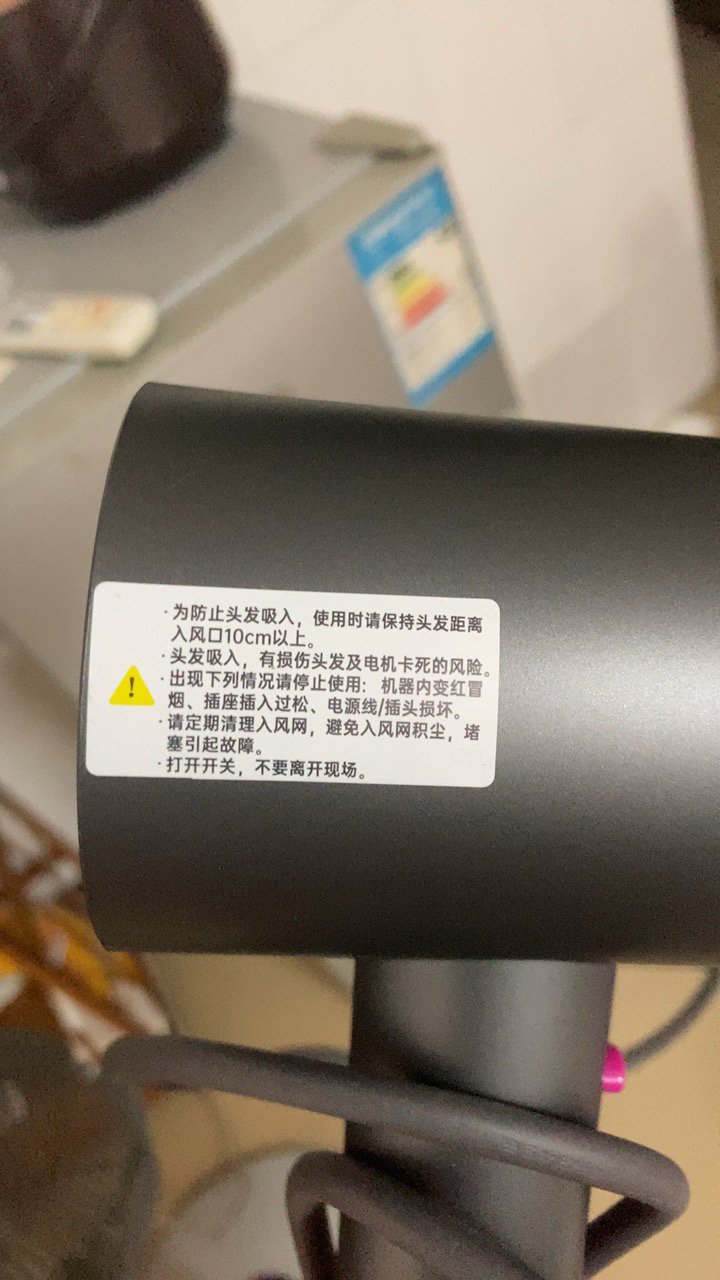 ·为防止头发吸入，使用时请保持头发距离
入风口10cm以上。
·头发吸入，有损伤头发及电机卡死的风险。
·出现下列情况请停止使用： 机器内变红冒
烟、插座插入过松、电源线/插头损坏。
·请定期清理入风网，避免入风网积尘，堵
塞引起故障。
·打开开关，不要离开现场。